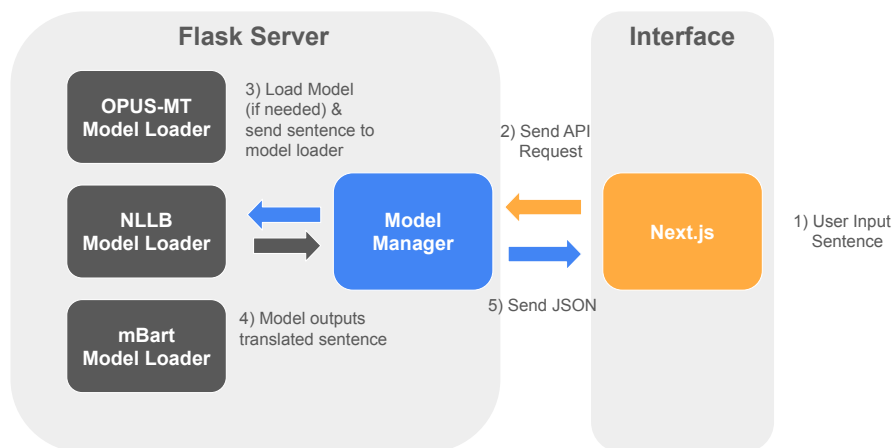 Flask Server
Interface
OPUS-MT
Model Loader
3) Load Model
(if needed) &
send sentence to
model loader
2) Send API
Request
NLLB
Model Loader
Model
Manager
Next.js
1) User Input
Sentence
5) Send JSON
mBart
Model Loader
4) Model outputs
translated sentence